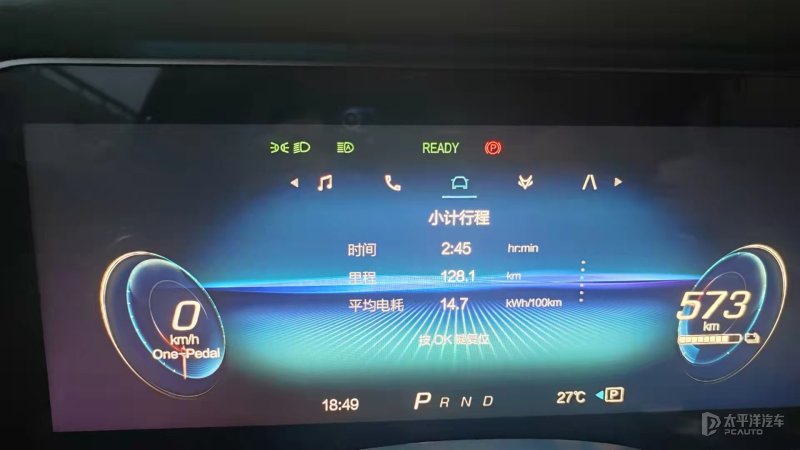 READY P
小计行程
时间 2:45 hr:min
里程 128.1 km
平均电耗 14.7 kWh/100km
按 OK 键复位
0
km/h
One-Pedal
573
km
18:49 P R N D 27℃ P
太平洋汽车
PCAUTO